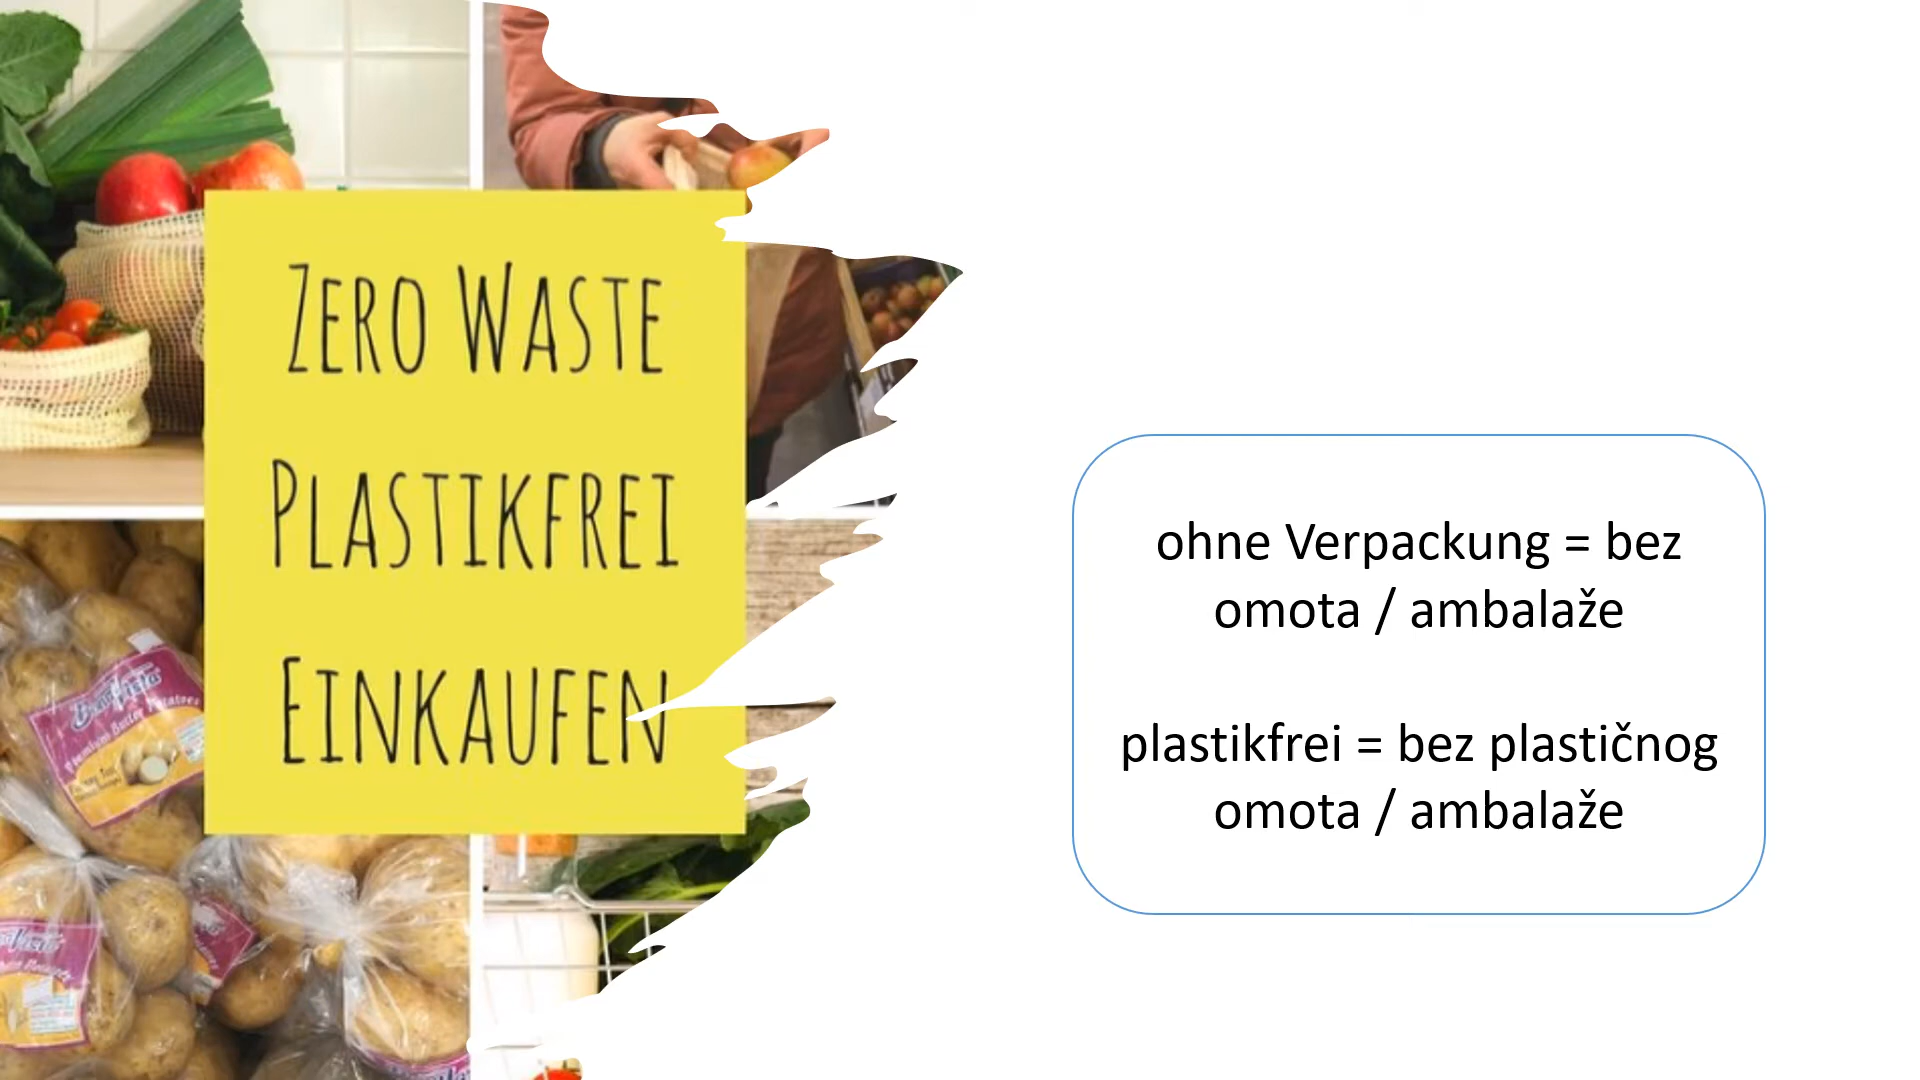 ZERO WASTE
PLASTIKFREI
EINKAUFEN
ohne Verpackung = bez
omota / ambalaže
plastikfrei = bez plastičnog
omota / ambalaže